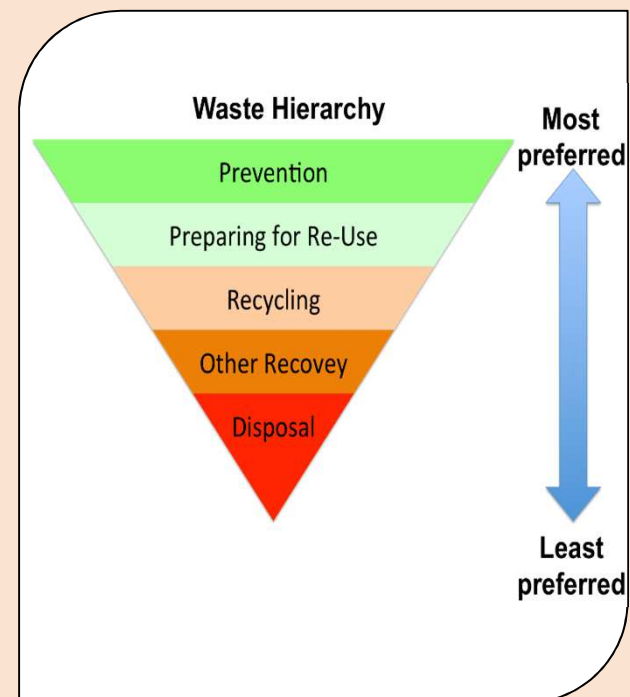 Waste Hierarchy
Most
preferred
Prevention
Preparing for Re-Use
Recycling
Other Recovey
Disposal
Least
preferred